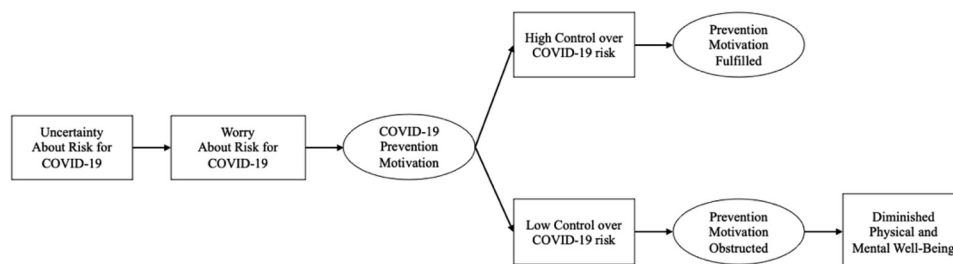 Uncertainty
About Risk for
COVID-19
Worry
About Risk for
COVID-19
COVID-19
Prevention
Motivation
High Control over
COVID-19 risk
Prevention
Motivation
Fulfilled
Low Control over
COVID-19 risk
Prevention
Motivation
Obstructed
Diminished
Physical and
Mental Well-Being